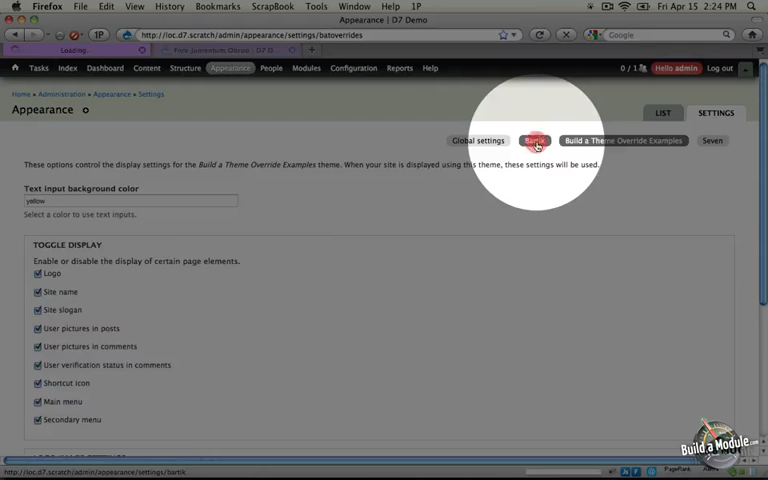 Firefox File Edit View History Bookmarks ScrapBook Tools Window Help 1P Fri Apr 15 2:24 PM
Appearance | D7 Demo
1P http://loc.d7.scratch/admin/appearance/settings/batoverrides Google
Loading... D7 D...
Tasks Index Dashboard Content Structure Appearance People Modules Configuration Reports Help 0 / 1 Hello admin Log out
Home » Administration » Appearance » Settings
Appearance LIST SETTINGS
Global settings Bartik Build a Theme Override Examples Seven
These options control the display settings for the Build a Theme Override Examples theme. When your site is displayed using this theme, these settings will be used.
Text input background color
yellow
Select a color to use text inputs.
TOGGLE DISPLAY
Enable or disable the display of certain page elements.
Logo
Site name
Site slogan
User pictures in posts
User pictures in comments
User verification status in comments
Shortcut icon
Main menu
Secondary menu
Build a Module.com
http://loc.d7.scratch/admin/appearance/settings/bartik PageRank